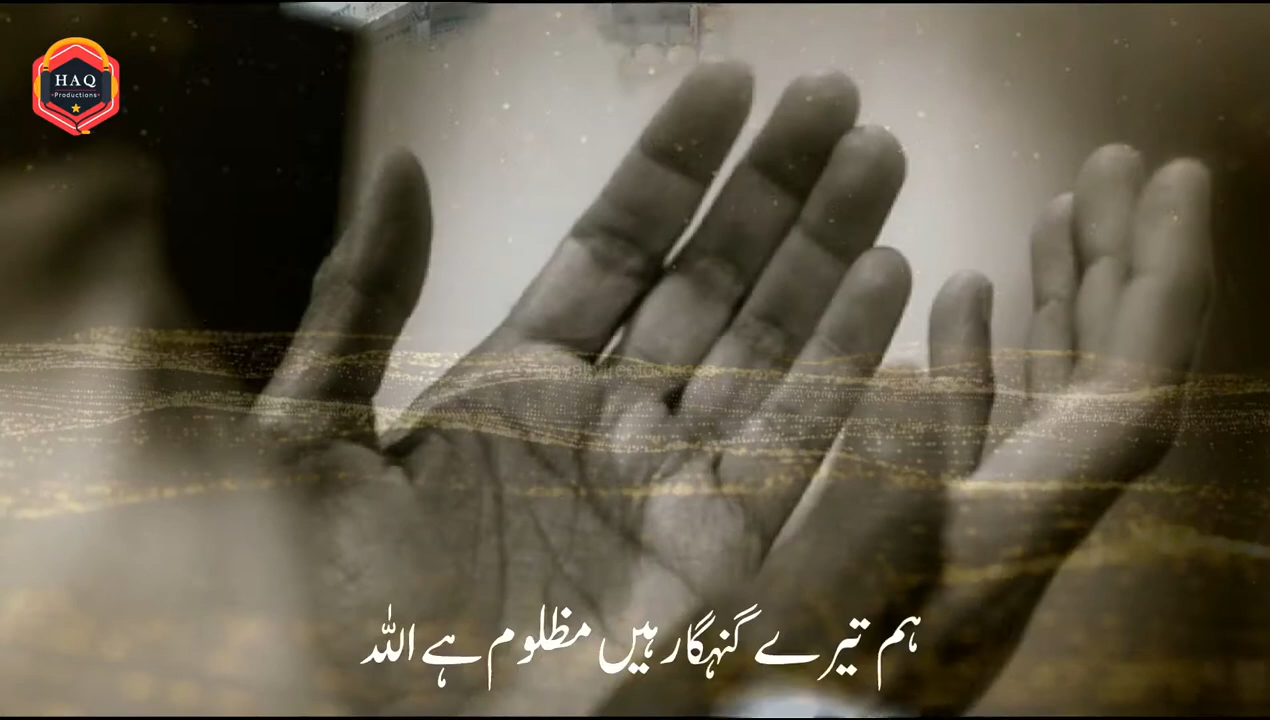 HAQ
Productions
ہم تیرے گنہگار ہیں مظلوم ہے اللہ